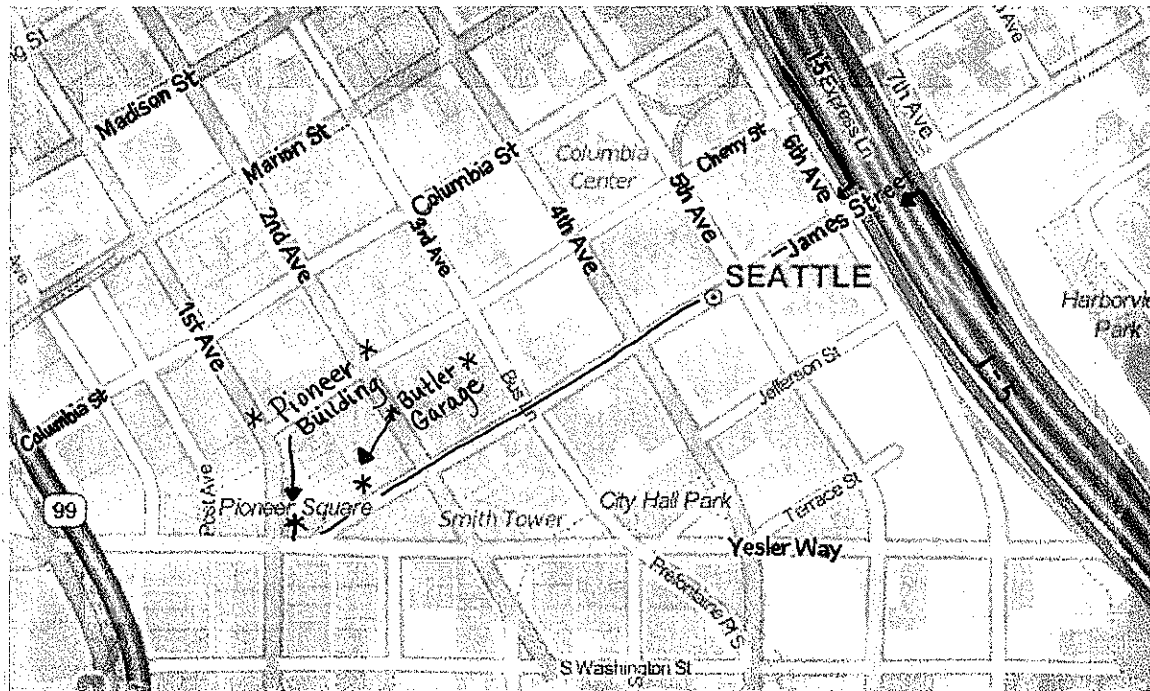 Madison St
Marion St
Columbia St
Columbia Center
Cherry St
6th Ave
I-5 Express Ln
7th Ave
2nd Ave
3rd Ave
4th Ave
5th Ave
James Street
SEATTLE
Harborview
Park
1st Ave
Pioneer
Building
Butler
Garage
Bus Ln
Jefferson St
I-5
Columbia St
99
Post Ave
Pioneer Square
Smith Tower
City Hall Park
Terrace St
Yesler Way
Prefontaine Pl S
S Washington St